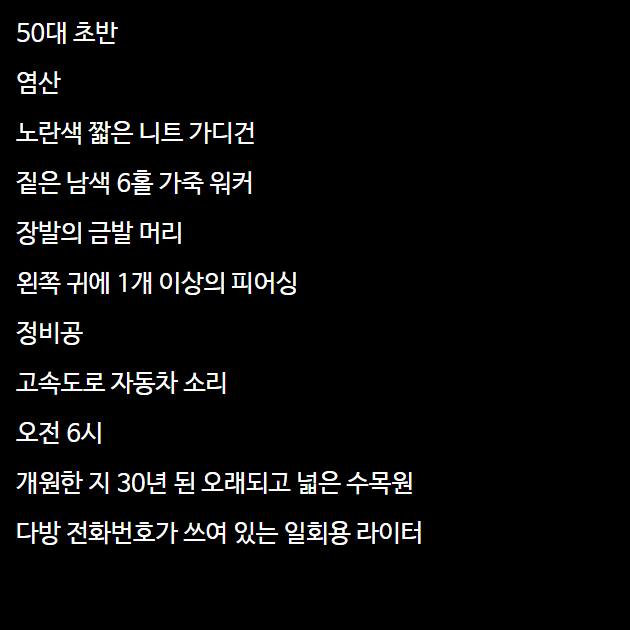 50대 초반
염산
노란색 짧은 니트 가디건
짙은 남색 6홀 가죽 워커
장발의 금발 머리
왼쪽 귀에 1개 이상의 피어싱
정비공
고속도로 자동차 소리
오전 6시
개원한 지 30년 된 오래되고 넓은 수목원
다방 전화번호가 쓰여 있는 일회용 라이터